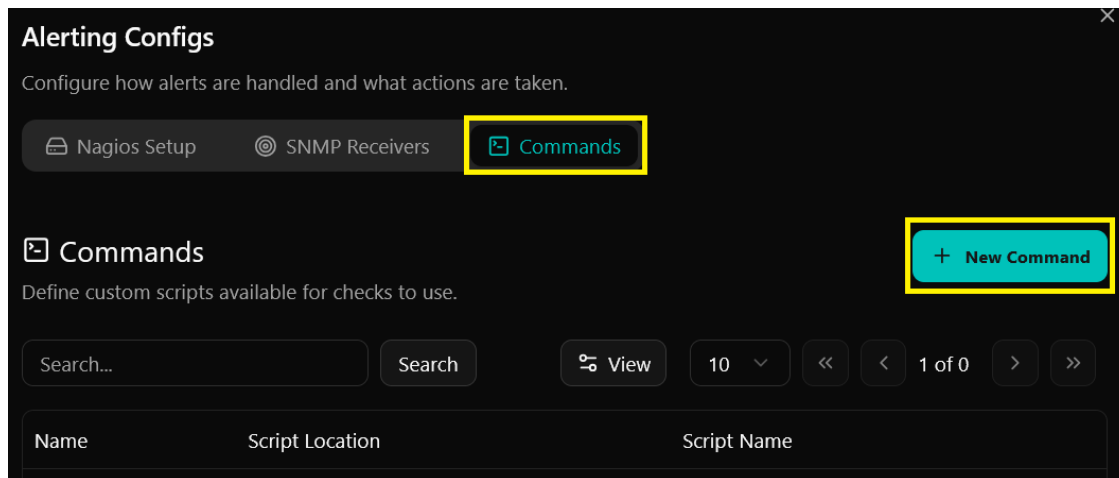 Alerting Configs
Configure how alerts are handled and what actions are taken.
Nagios Setup SNMP Receivers Commands
Commands
+ New Command
Define custom scripts available for checks to use.
Search... Search View 10 1 of 0
Name Script Location Script Name